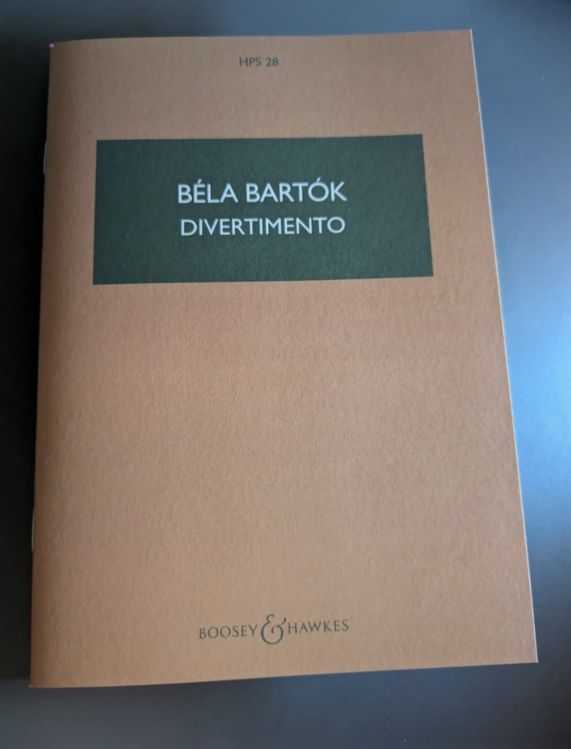 HPS 28
BÉLA BARTÓK
DIVERTIMENTO
BOOSEY & HAWKES